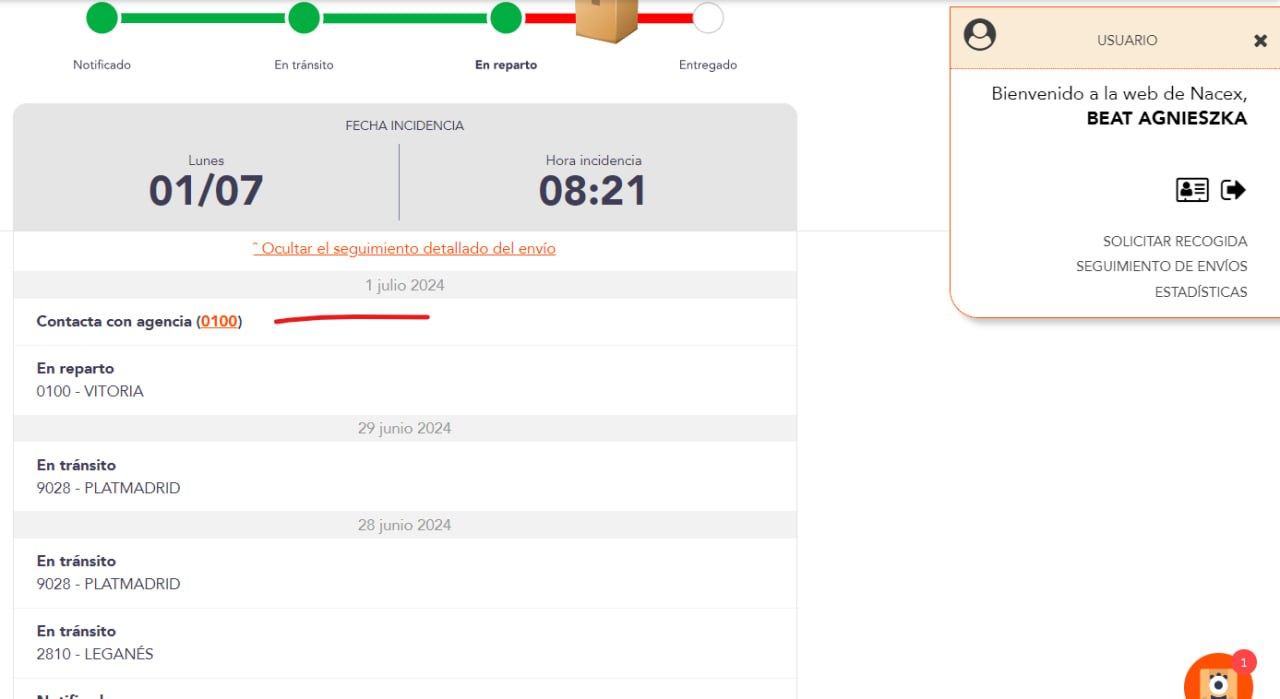 Notificado
En tránsito
En reparto
Entregado
FECHA INCIDENCIA
Lunes
01/07
Hora incidencia
08:21
ˆ Ocultar el seguimiento detallado del envío
1 julio 2024
Contacta con agencia (0100)
En reparto
0100 - VITORIA
29 junio 2024
En tránsito
9028 - PLATMADRID
28 junio 2024
En tránsito
9028 - PLATMADRID
En tránsito
2810 - LEGANÉS
USUARIO
Bienvenido a la web de Nacex,
BEAT AGNIESZKA
SOLICITAR RECOGIDA
SEGUIMIENTO DE ENVÍOS
ESTADÍSTICAS
1